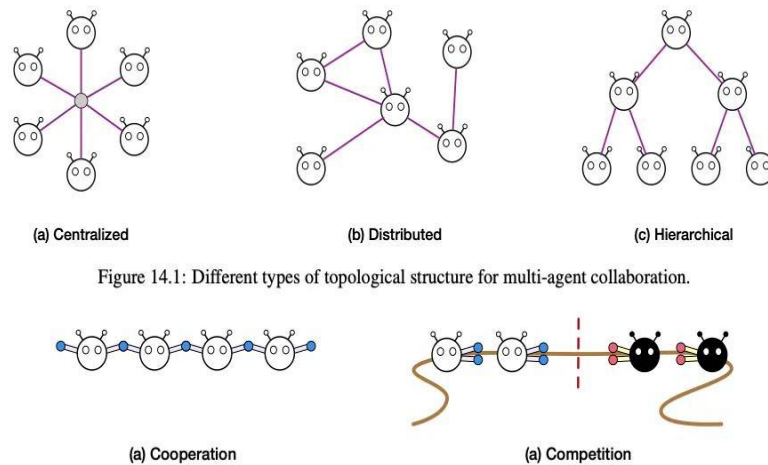 (a) Centralized
(b) Distributed
(c) Hierarchical
Figure 14.1: Different types of topological structure for multi-agent collaboration.
(a) Cooperation
(a) Competition